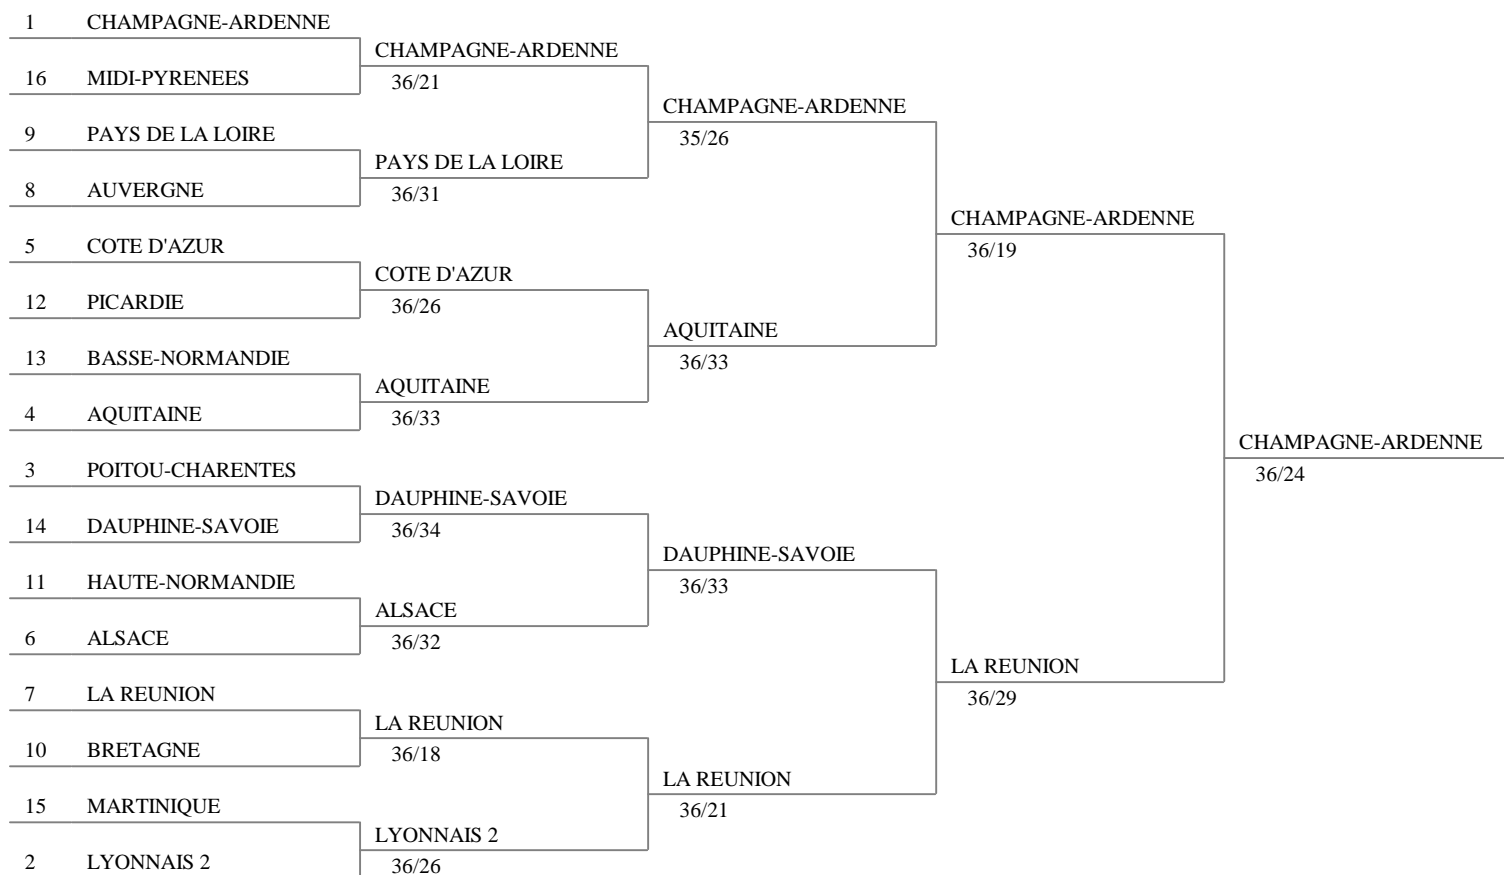 1 CHAMPAGNE-ARDENNE
CHAMPAGNE-ARDENNE
16 MIDI-PYRENEES
36/21
CHAMPAGNE-ARDENNE
9 PAYS DE LA LOIRE
35/26
PAYS DE LA LOIRE
8 AUVERGNE
36/31
CHAMPAGNE-ARDENNE
5 COTE D'AZUR
36/19
COTE D'AZUR
12 PICARDIE
36/26
AQUITAINE
13 BASSE-NORMANDIE
36/33
AQUITAINE
4 AQUITAINE
36/33
CHAMPAGNE-ARDENNE
3 POITOU-CHARENTES
36/24
DAUPHINE-SAVOIE
14 DAUPHINE-SAVOIE
36/34
DAUPHINE-SAVOIE
11 HAUTE-NORMANDIE
36/33
ALSACE
6 ALSACE
36/32
LA REUNION
7 LA REUNION
36/29
LA REUNION
10 BRETAGNE
36/18
LA REUNION
15 MARTINIQUE
36/21
LYONNAIS 2
2 LYONNAIS 2
36/26